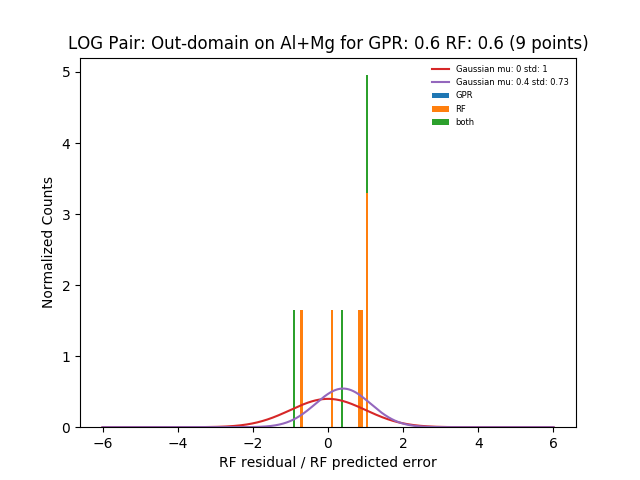 LOG Pair: Out-domain on Al+Mg for GPR: 0.6 RF: 0.6 (9 points)
Gaussian mu: 0 std: 1
Gaussian mu: 0.4 std: 0.73
GPR
RF
both
Normalized Counts
5
4
3
2
1
0
−6 −4 −2 0 2 4 6
RF residual / RF predicted error